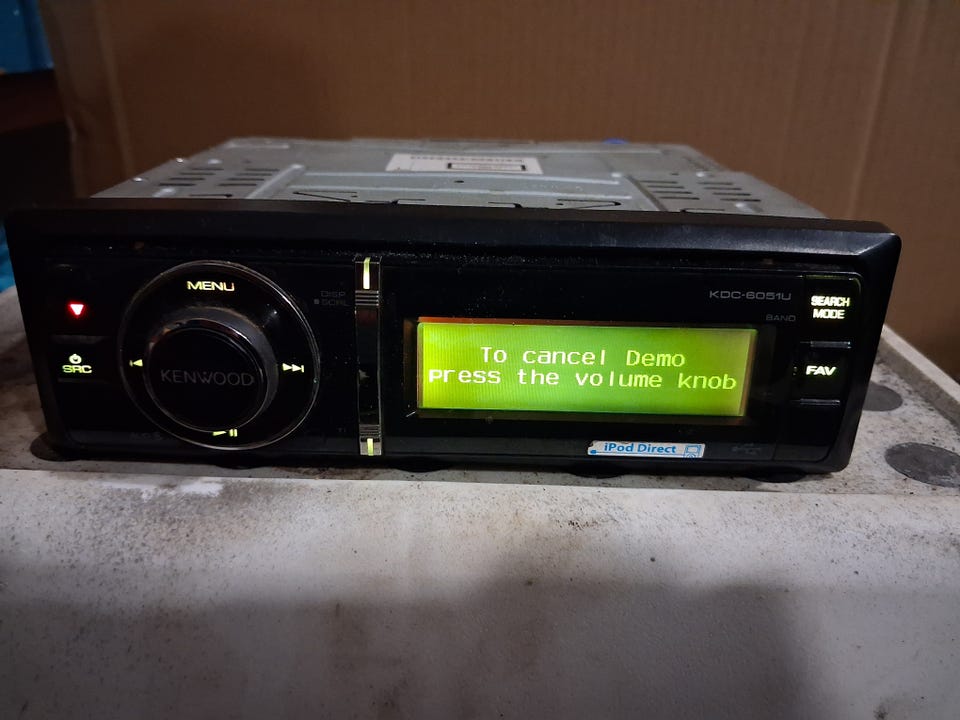 MENU
DISP
SCRL
SRC
KENWOOD
KDC-6051U
BAND
SEARCH
MODE
To cancel Demo
press the volume knob
FAV
iPod Direct